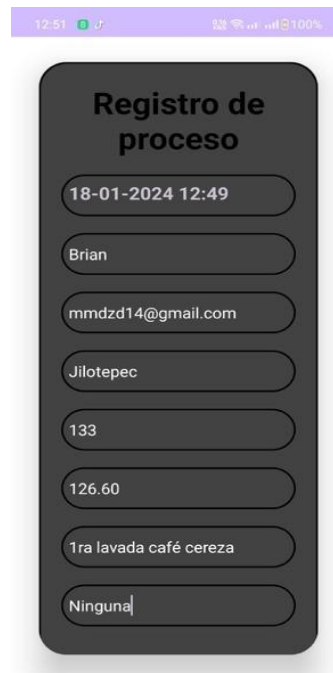 12:51
100%
Registro de
proceso
18-01-2024 12:49
Brian
mmdzd14@gmail.com
Jilotepec
133
126.60
1ra lavada café cereza
Ninguna